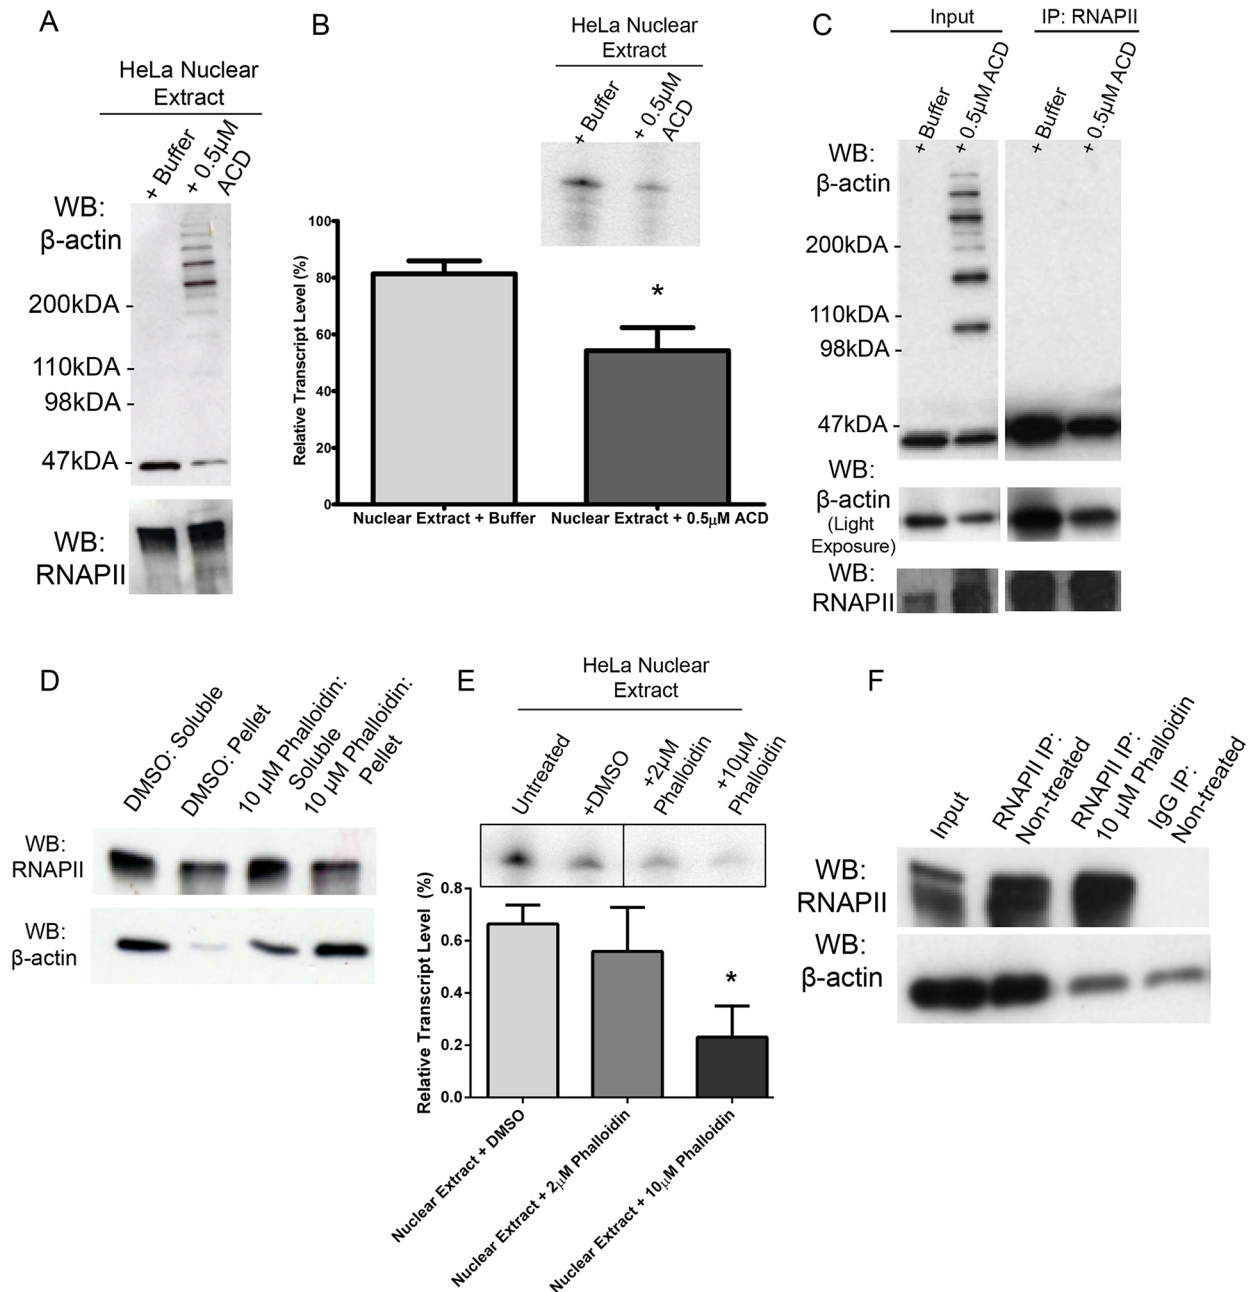 A
HeLa Nuclear
Extract
+ Buffer
+ 0.5µM
ACD
WB:
β-actin
200kDA -
110kDA -
98kDA -
47kDA -
WB:
RNAPII
B
HeLa Nuclear
Extract
+ Buffer
+ 0.5µM
ACD
Relative Transcript Level (%)
100
80
60
40
20
0
*
Nuclear Extract + Buffer
Nuclear Extract + 0.5µM ACD
C
Input
IP: RNAPII
+ Buffer
+ 0.5µM ACD
+ Buffer
+ 0.5µM ACD
WB:
β-actin
200kDA -
110kDA -
98kDA -
47kDA -
WB:
β-actin
(Light
Exposure)
WB:
RNAPII
D
DMSO: Soluble
DMSO: Pellet
10 µM Phalloidin:
Soluble
10 µM Phalloidin:
Pellet
WB:
RNAPII
WB:
β-actin
E
HeLa Nuclear
Extract
Untreated
+DMSO
+2µM
Phalloidin
+10µM
Phalloidin
Relative Transcript Level (%)
0.8
0.6
0.4
0.2
0.0
*
Nuclear Extract + DMSO
Nuclear Extract + 2µM Phalloidin
Nuclear Extract + 10µM Phalloidin
F
Input
RNAPII IP:
Non-treated
RNAPII IP:
10 µM Phalloidin
IgG IP:
Non-treated
WB:
RNAPII
WB:
β-actin